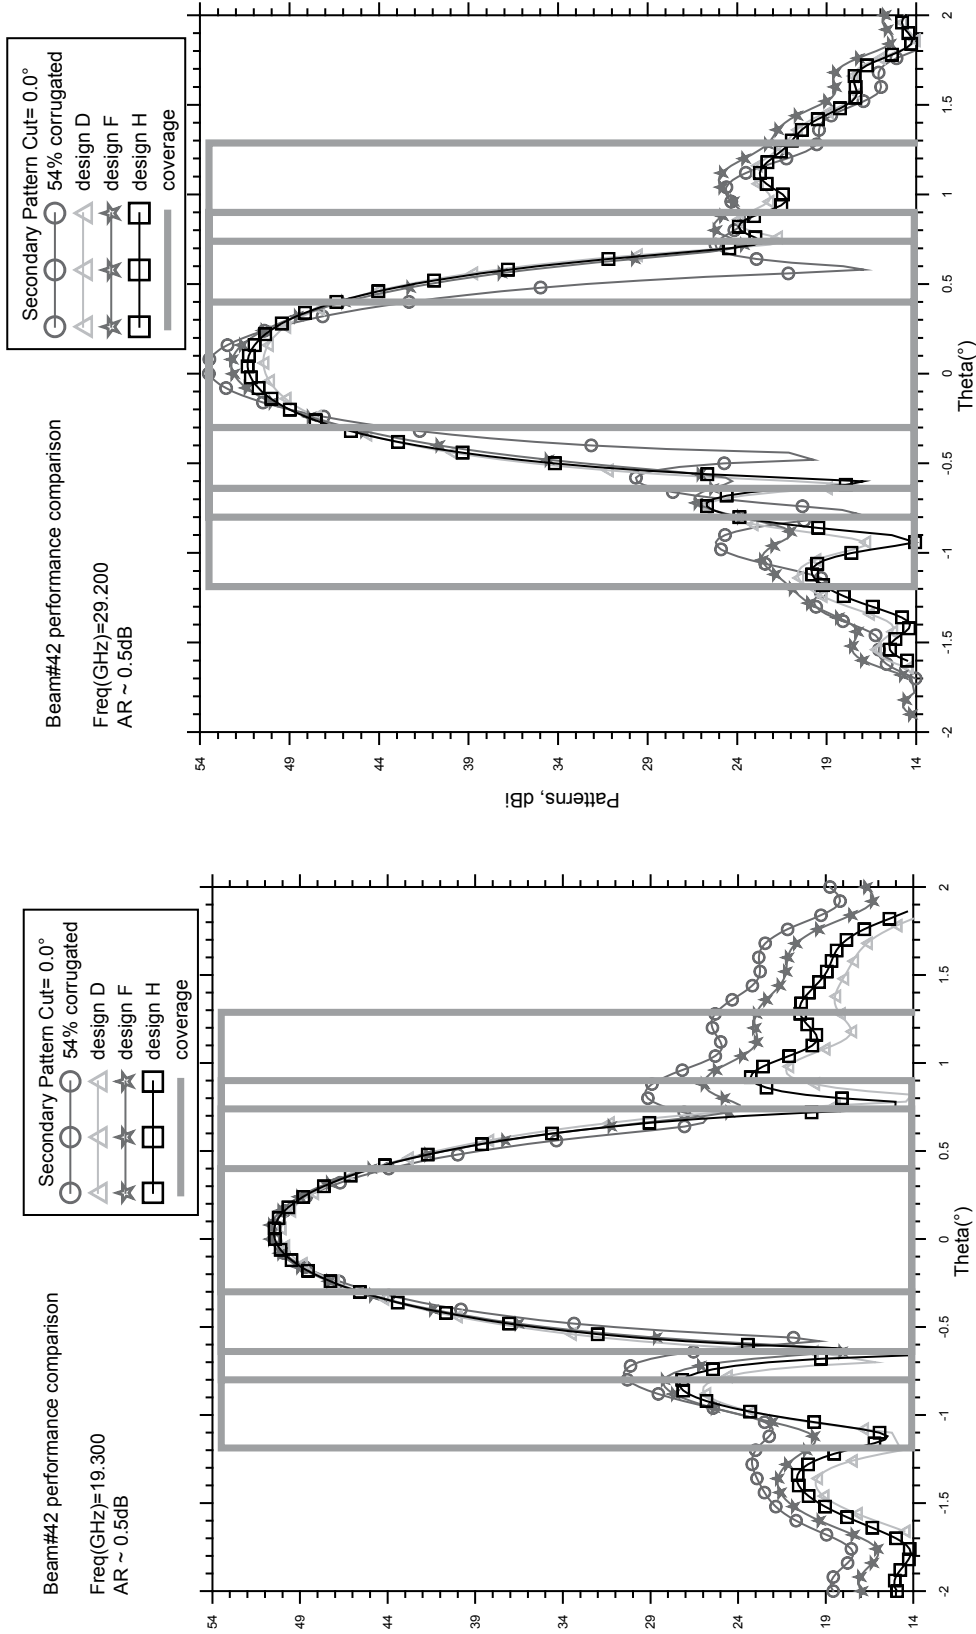 Beam#42 performance comparison
Freq(GHz)=19.300
AR ~ 0.5dB
Secondary Pattern Cut= 0.0°
54% corrugated
design D
design F
design H
coverage
54
49
44
39
34
29
24
19
14
-2
-1.5
-1
-0.5
0
0.5
1
1.5
2
Theta(°)
Beam#42 performance comparison
Freq(GHz)=29.200
AR ~ 0.5dB
Secondary Pattern Cut= 0.0°
54% corrugated
design D
design F
design H
coverage
Patterns, dBi
54
49
44
39
34
29
24
19
14
-2
-1.5
-1
-0.5
0
0.5
1
1.5
2
Theta(°)